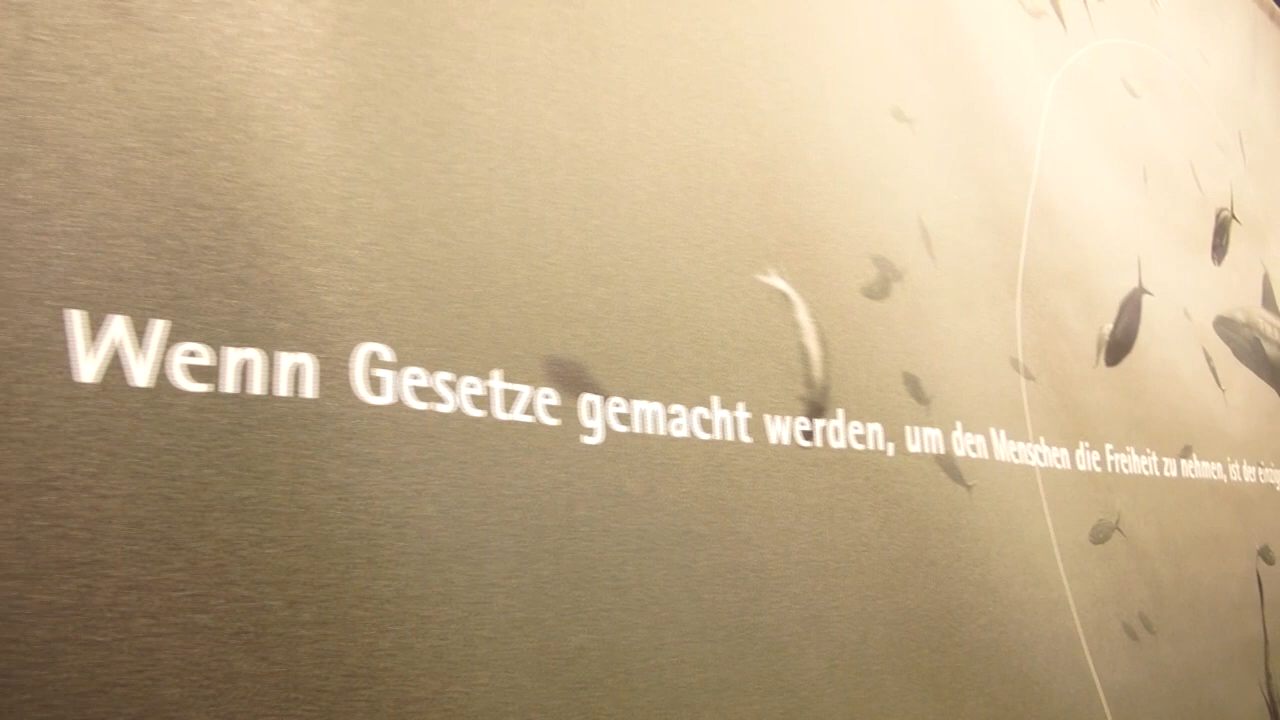 Wenn Gesetze gemacht werden, um den Menschen die Freiheit zu nehmen, ist der